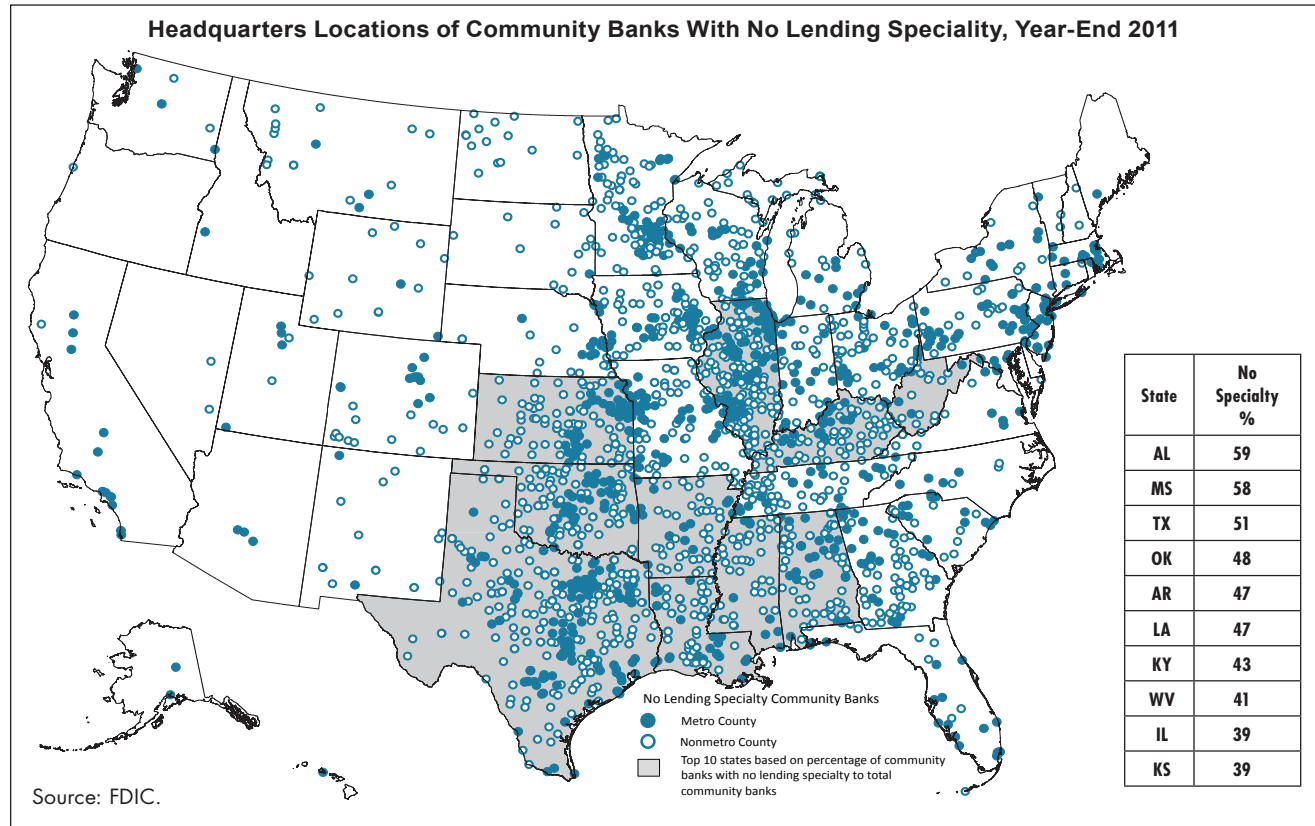 Headquarters Locations of Community Banks With No Lending Speciality, Year-End 2011
State
No
Specialty
%
AL 59
MS 58
TX 51
OK 48
AR 47
LA 47
KY 43
WV 41
IL 39
KS 39
No Lending Specialty Community Banks
Metro County
Nonmetro County
Top 10 states based on percentage of community
banks with no lending specialty to total
community banks
Source: FDIC.